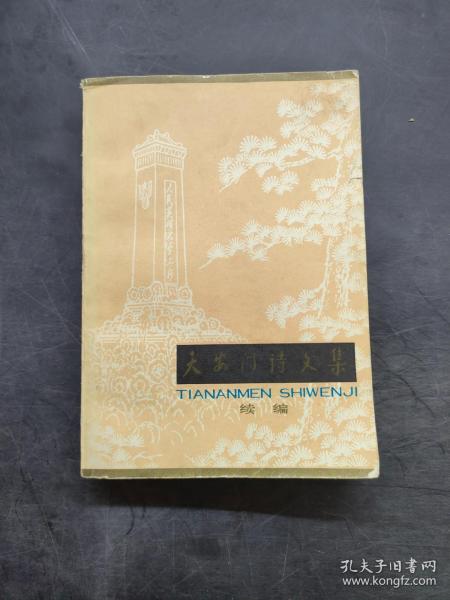 人民英雄永垂不朽
天安门诗文集
TIANANMEN SHIWENJI
续编
孔夫子旧书网
www.kongfz.com